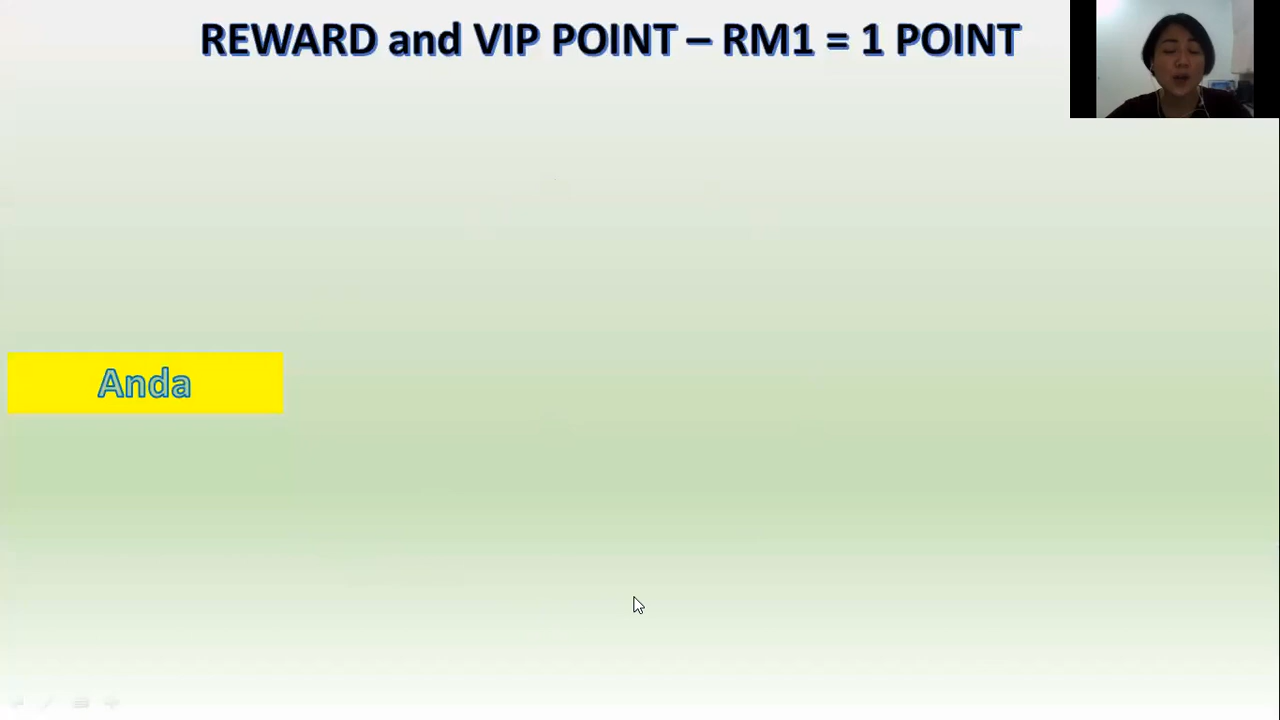 REWARD and VIP POINT – RM1 = 1 POINT
Anda